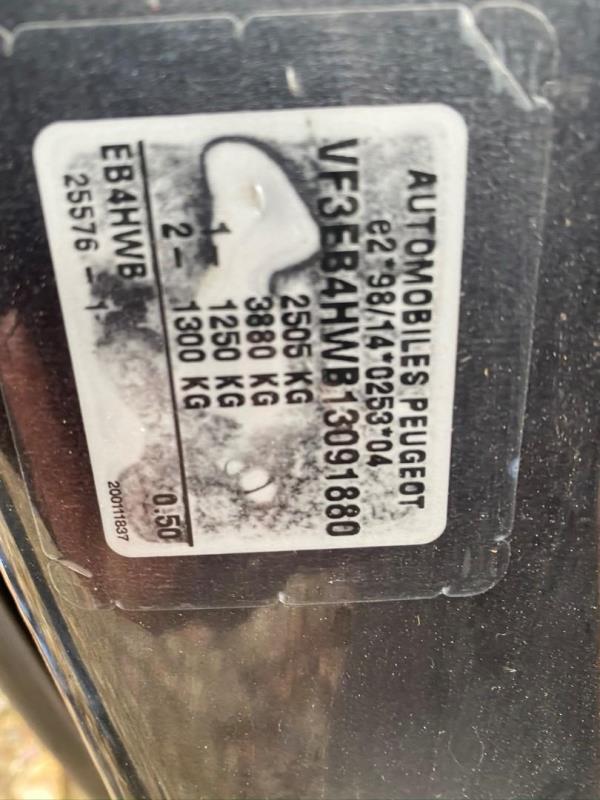 AUTOMOBILES PEUGEOT
e2*98/14*0253*04
VF3EB4HWB13091880
2505 KG
3880 KG
1- 1250 KG
2- 1300 KG
0.50
EB4HWB
25576 - 1
20011837